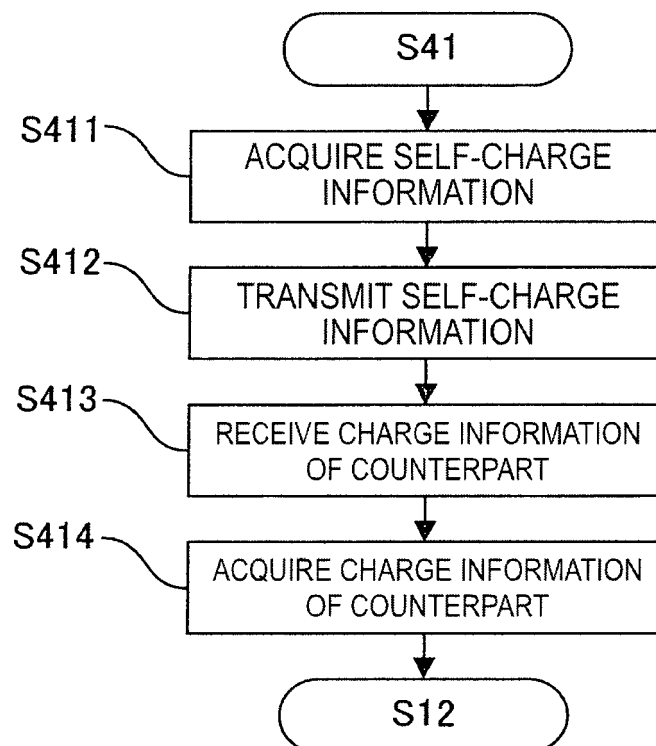 S41
S411
ACQUIRE SELF-CHARGE
INFORMATION
S412
TRANSMIT SELF-CHARGE
INFORMATION
S413
RECEIVE CHARGE INFORMATION
OF COUNTERPART
S414
ACQUIRE CHARGE INFORMATION
OF COUNTERPART
S12